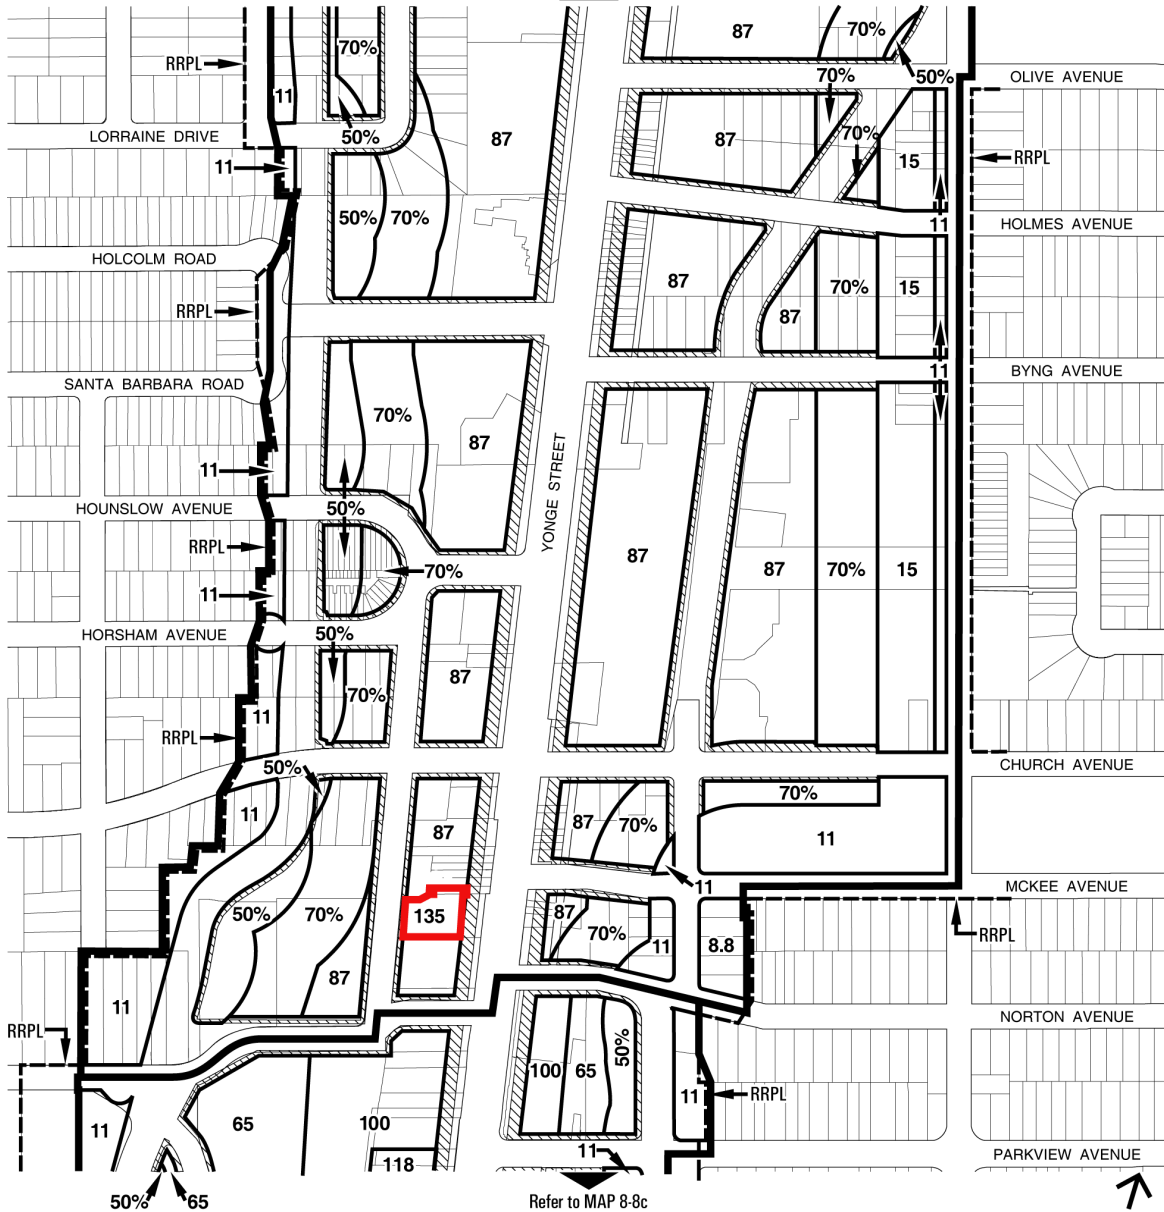 87
70%
70%
RRPL
70%
50%
OLIVE AVENUE
11
LORRAINE DRIVE
50%
87
87
70%
15
RRPL
11
50%
70%
11
HOLMES AVENUE
HOLCOLM ROAD
87
70%
15
RRPL
87
SANTA BARBARA ROAD
11
BYNG AVENUE
70%
87
YONGE STREET
11
HOUNSLOW AVENUE
50%
RRPL
87
87
70%
15
70%
11
HORSHAM AVENUE
50%
87
70%
11
RRPL
50%
CHURCH AVENUE
11
87
87
70%
70%
11
11
MCKEE AVENUE
50%
70%
135
87
70%
11
8.8
RRPL
87
11
NORTON AVENUE
RRPL
50%
100
65
11
RRPL
11
65
100
11
PARKVIEW AVENUE
118
50%
65
Refer to MAP 8-8c